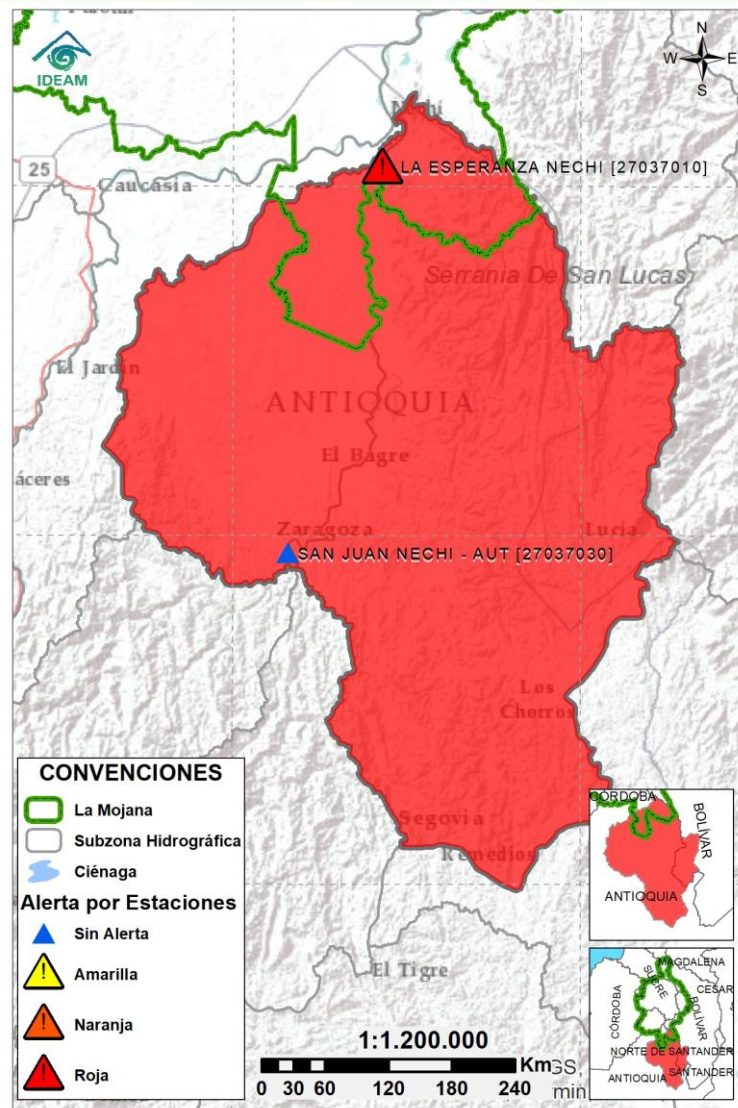 IDEAM
N
W E
S
Nechí
25
LA ESPERANZA NECHI [27037010]
Caucasia
Serranía De San Lucas
El Jardín
ANTIOQUIA
El Bagre
áceres
Zaragoza
Lucía
SAN JUAN NECHI - AUT [27037030]
Los
Chorros
Segovia
Remedios
El Tigre
CONVENCIONES
La Mojana
Subzona Hidrográfica
Ciénaga
Alerta por Estaciones
Sin Alerta
Amarilla
Naranja
Roja
1:1.200.000
Km
GS,
min
0 30 60 120 180 240
CÓRDOBA
BOLÍVAR
ANTIOQUIA
MAGDALENA
CESAR
SUCRE
CÓRDOBA
BOLÍVAR
NORTE DE SANTANDER
SANTANDER
ANTIOQUIA